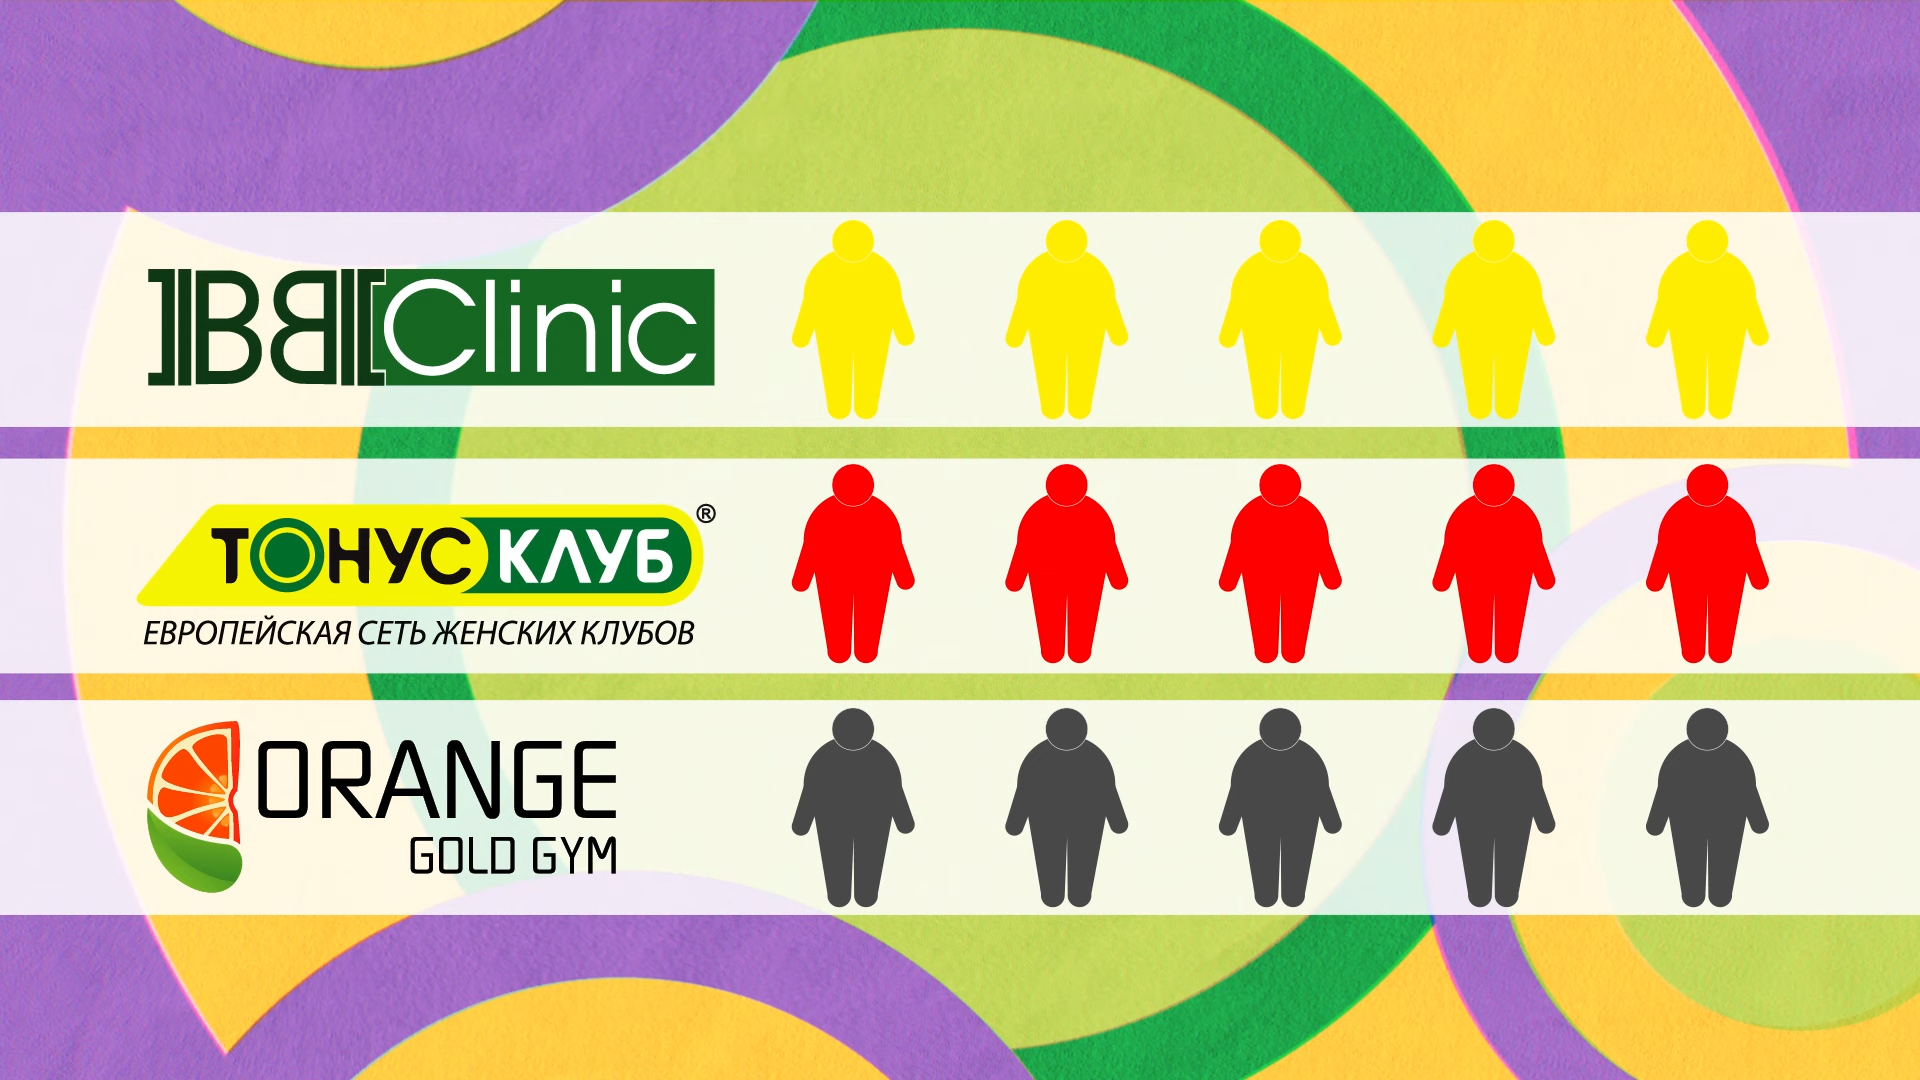 BB Clinic
ТОНУС КЛУБ®
ЕВРОПЕЙСКАЯ СЕТЬ ЖЕНСКИХ КЛУБОВ
ORANGE
GOLD GYM